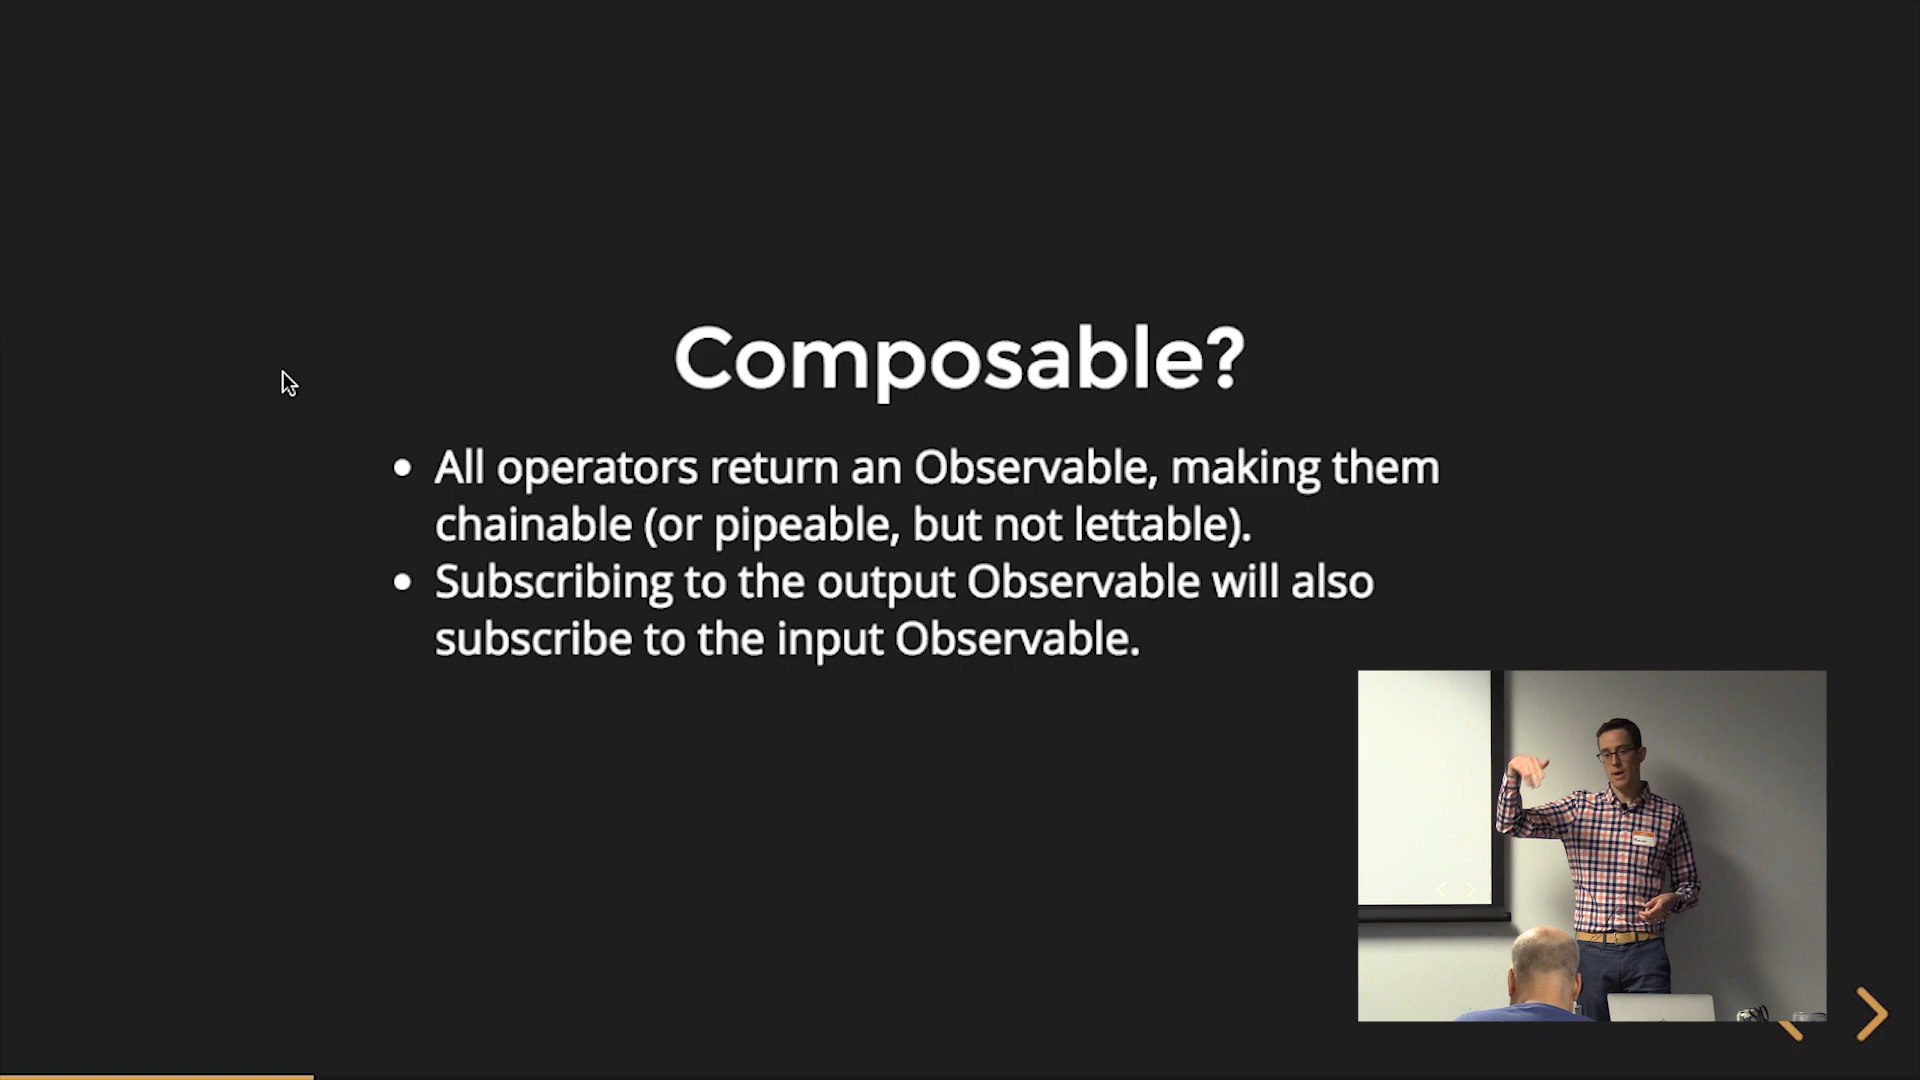 Composable?
• All operators return an Observable, making them
chainable (or pipeable, but not lettable).
• Subscribing to the output Observable will also
subscribe to the input Observable.